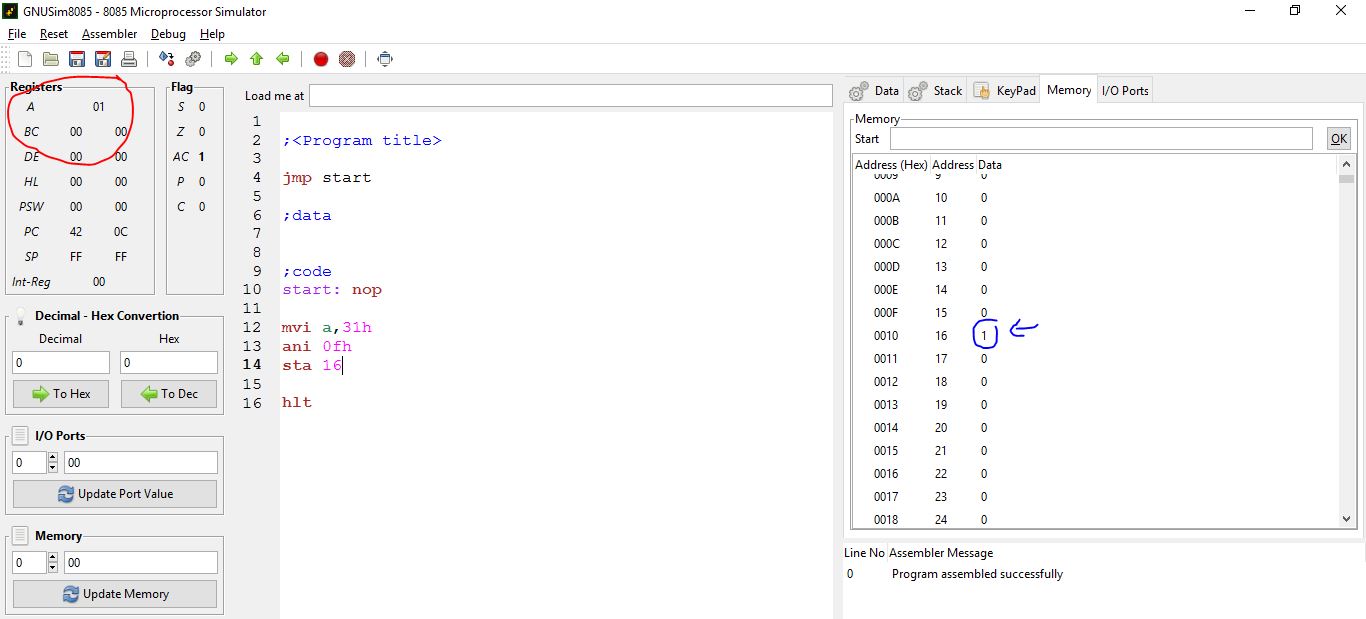 GNUSim8085 - 8085 Microprocessor Simulator
File Reset Assembler Debug Help
Registers
A 01
BC 00 00
DE 00 00
HL 00 00
PSW 00 00
PC 42 0C
SP FF FF
Int-Reg 00
Flag
S 0
Z 0
AC 1
P 0
C 0
Decimal - Hex Convertion
Decimal Hex
0 0
To Hex To Dec
I/O Ports
0 00
Update Port Value
Memory
0 00
Update Memory
Load me at
1
2 ;<Program title>
3
4 jmp start
5
6 ;data
7
8
9 ;code
10 start: nop
11
12 mvi a,31h
13 ani 0fh
14 sta 16
15
16 hlt
Data Stack KeyPad Memory I/O Ports
Memory
Start OK
Address (Hex) Address Data
0009 9 0
000A 10 0
000B 11 0
000C 12 0
000D 13 0
000E 14 0
000F 15 0
0010 16 1
0011 17 0
0012 18 0
0013 19 0
0014 20 0
0015 21 0
0016 22 0
0017 23 0
0018 24 0
Line No Assembler Message
0 Program assembled successfully